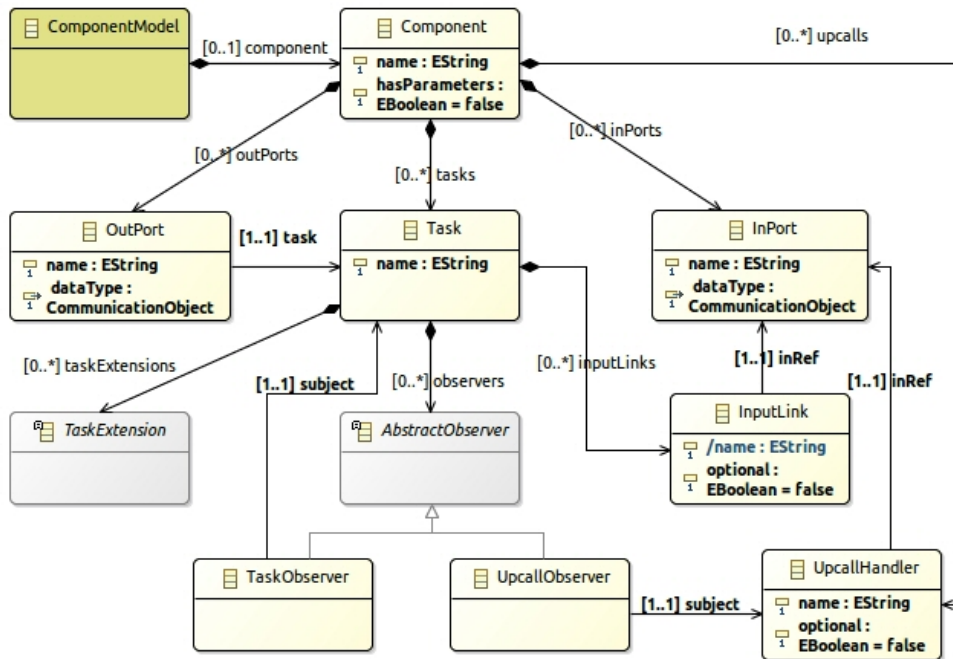 ComponentModel
[0..1] component
Component
name : EString
hasParameters :
EBoolean = false
[0..*] upcalls
[0..*] outPorts
[0..*] tasks
[0..*] inPorts
OutPort
name : EString
dataType :
CommunicationObject
[1..1] task
Task
name : EString
InPort
name : EString
dataType :
CommunicationObject
[0..*] taskExtensions
[1..1] subject
[0..*] observers
[0..*] inputLinks
[1..1] inRef
[1..1] inRef
TaskExtension
AbstractObserver
InputLink
/name : EString
optional :
EBoolean = false
TaskObserver
UpcallObserver
[1..1] subject
UpcallHandler
name : EString
optional :
EBoolean = false